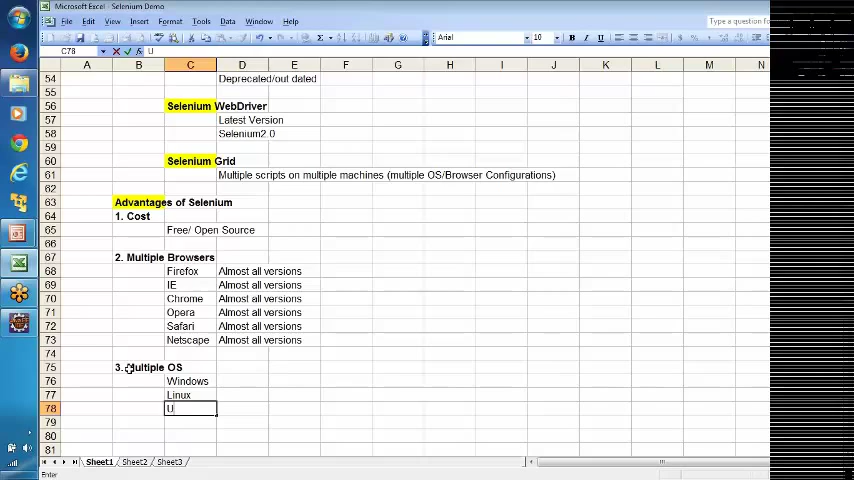 Microsoft Excel - Selenium Demo
File Edit View Insert Format Tools Data Window Help Type a question for
Arial 10 B I U
C78 U
A B C D E F G H I J K L M N
54 Deprecated/out dated
55
56 Selenium WebDriver
57 Latest Version
58 Selenium2.0
59
60 Selenium Grid
61 Multiple scripts on multiple machines (multiple OS/Browser Configurations)
62
63 Advantages of Selenium
64 1. Cost
65 Free/ Open Source
66
67 2. Multiple Browsers
68 Firefox Almost all versions
69 IE Almost all versions
70 Chrome Almost all versions
71 Opera Almost all versions
72 Safari Almost all versions
73 Netscape Almost all versions
74
75 3. Multiple OS
76 Windows
77 Linux
78 U
79
80
81
Sheet1 Sheet2 Sheet3
Enter